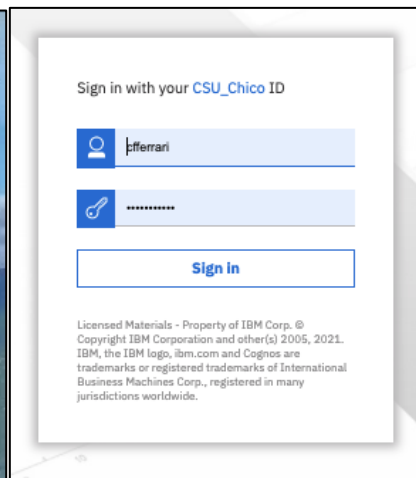 Sign in with your CSU_Chico ID
cfferrari
•••••••••••
Sign in
Licensed Materials - Property of IBM Corp. ©
Copyright IBM Corporation and other(s) 2005, 2021.
IBM, the IBM logo, ibm.com and Cognos are
trademarks or registered trademarks of International
Business Machines Corp., registered in many
jurisdictions worldwide.